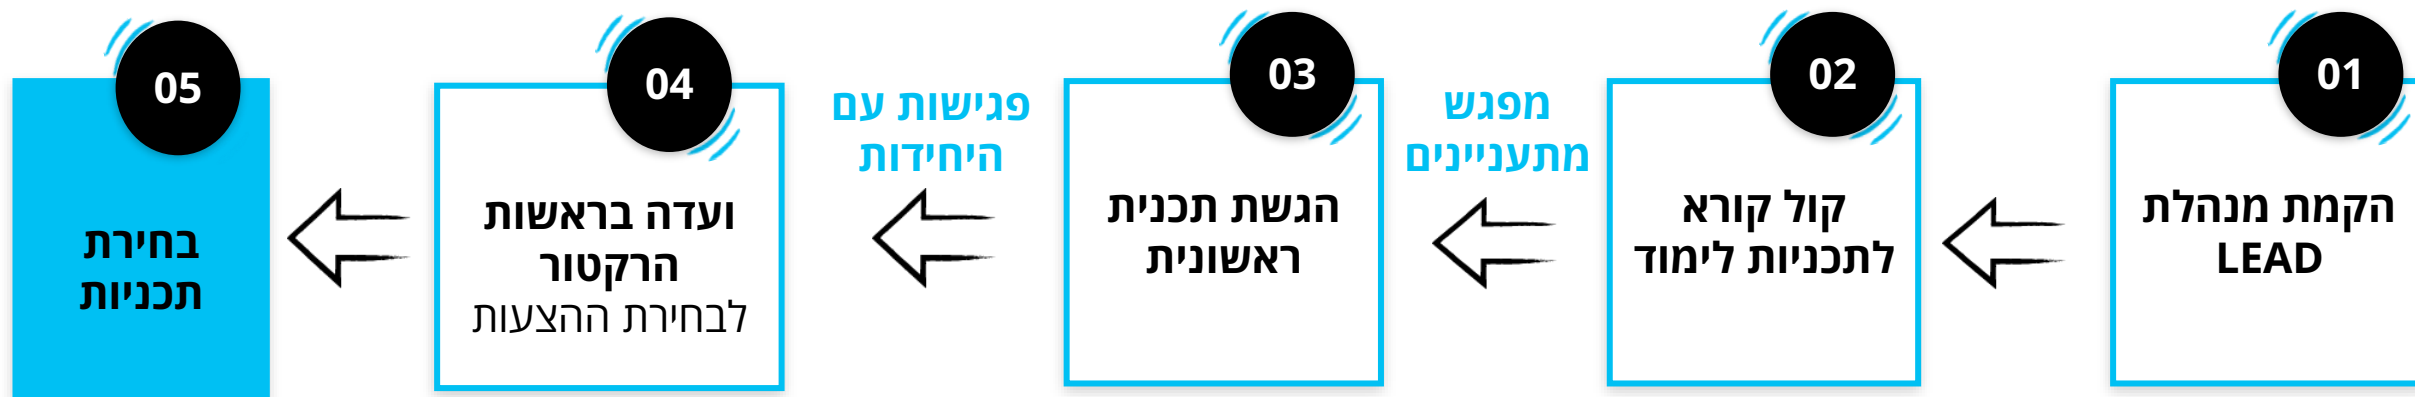 01
הקמת מנהלת
LEAD
02
קול קורא
לתכניות לימוד
מפגש
מתעניינים
03
הגשת תכנית
ראשונית
פגישות עם
היחידות
04
ועדה בראשות
הרקטור
לבחירת ההצעות
05
בחירת
תכניות